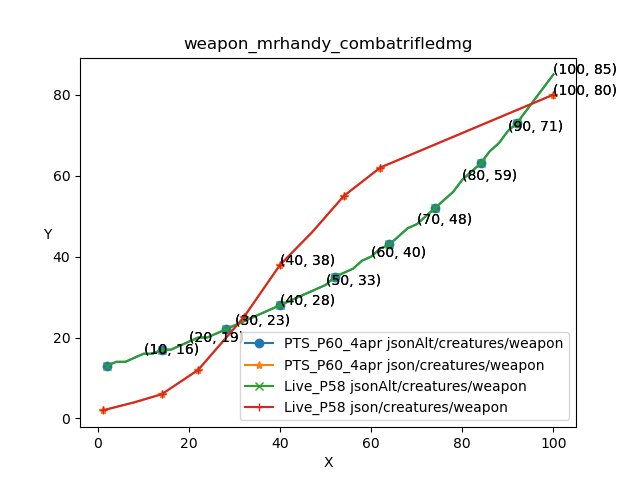 weapon_mrhandy_combatrifledmg
(100, 85)
(100, 80)
(90, 71)
(80, 59)
(70, 48)
(60, 40)
(50, 33)
(40, 38)
(40, 28)
(30, 23)
(20, 19)
(10, 16)
Y
80
60
40
20
0
PTS_P60_4apr jsonAlt/creatures/weapon
PTS_P60_4apr json/creatures/weapon
Live_P58 jsonAlt/creatures/weapon
Live_P58 json/creatures/weapon
0 20 40 60 80 100
X